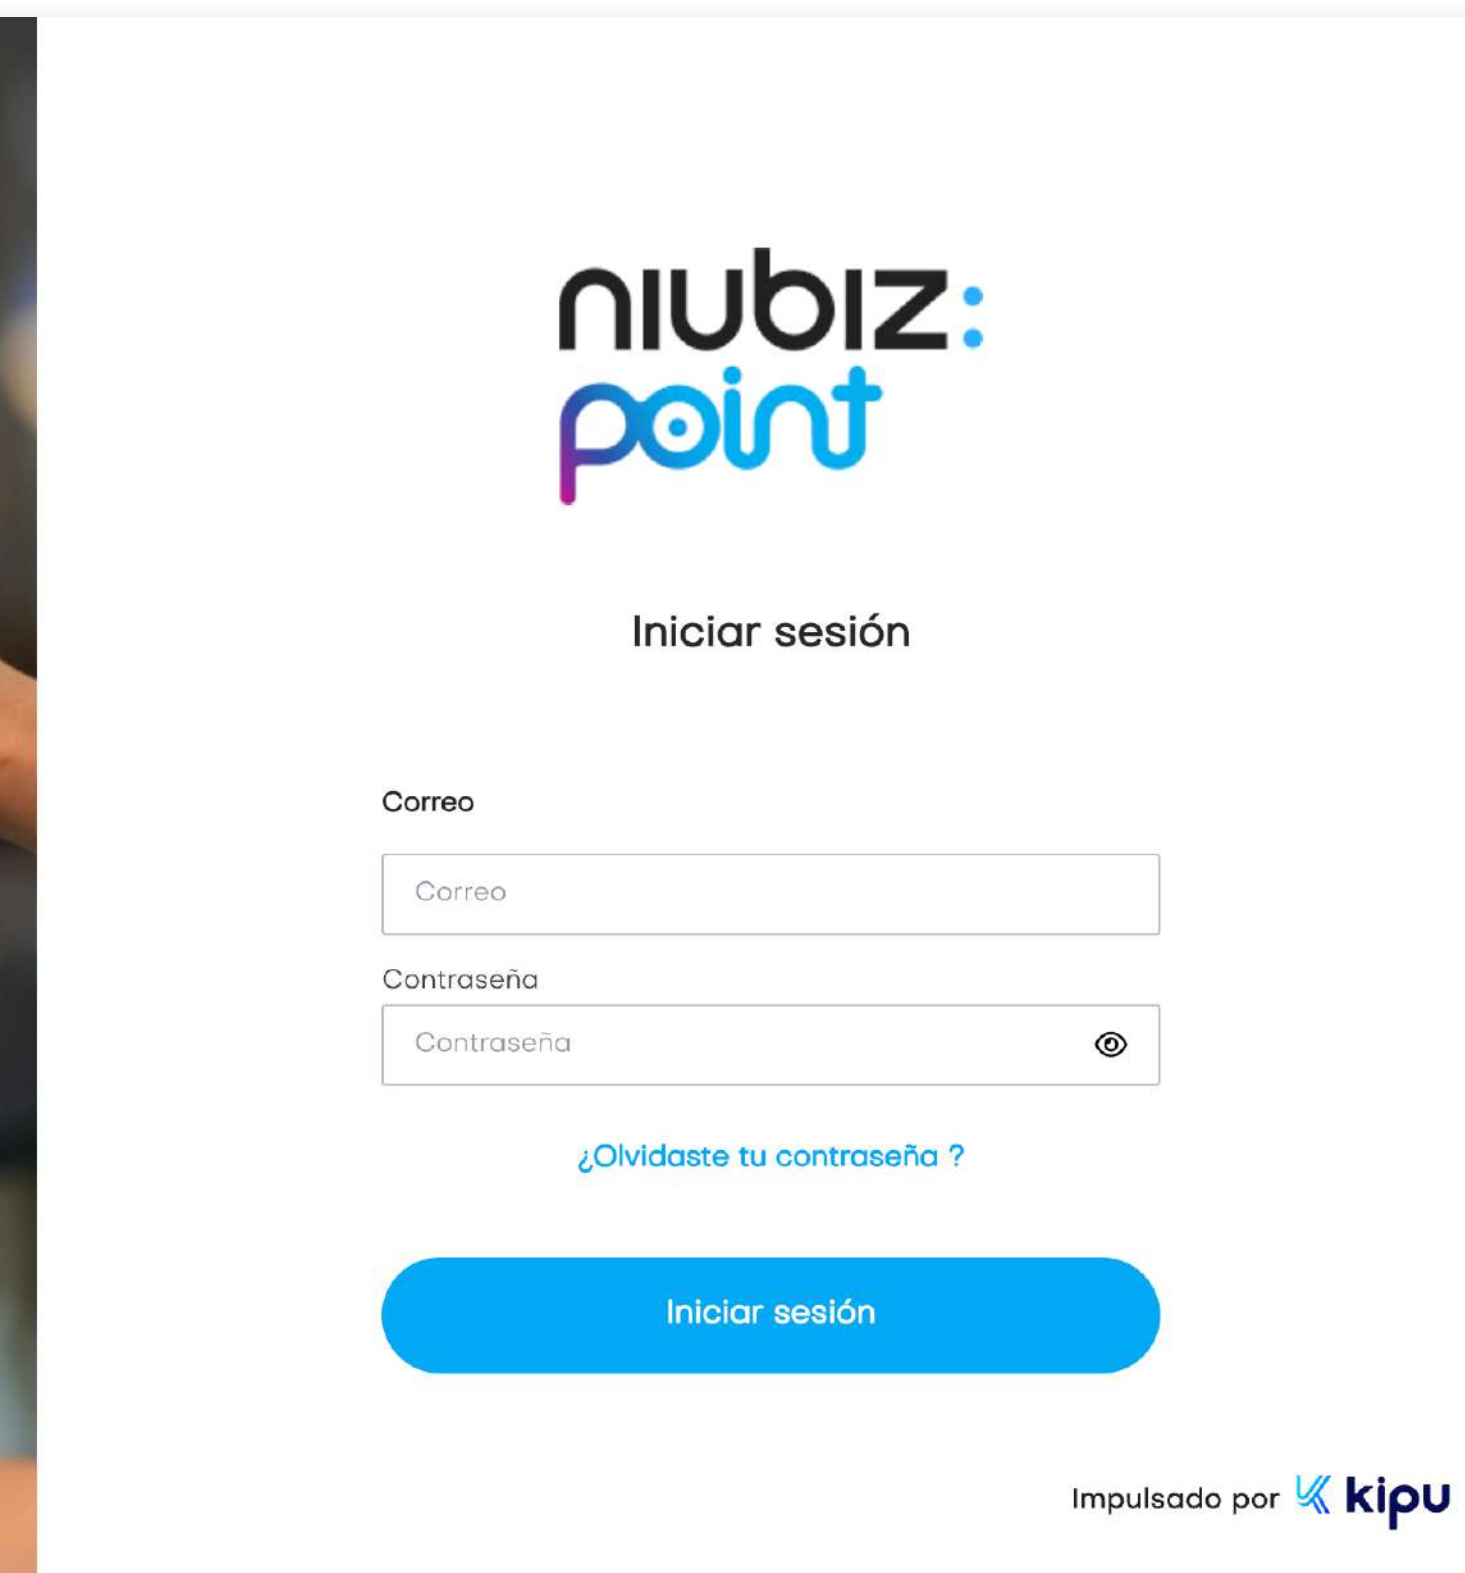 niubiz:
point
Iniciar sesión
Correo
Correo
Contraseña
Contraseña
¿Olvidaste tu contraseña ?
Iniciar sesión
Impulsado por kipu